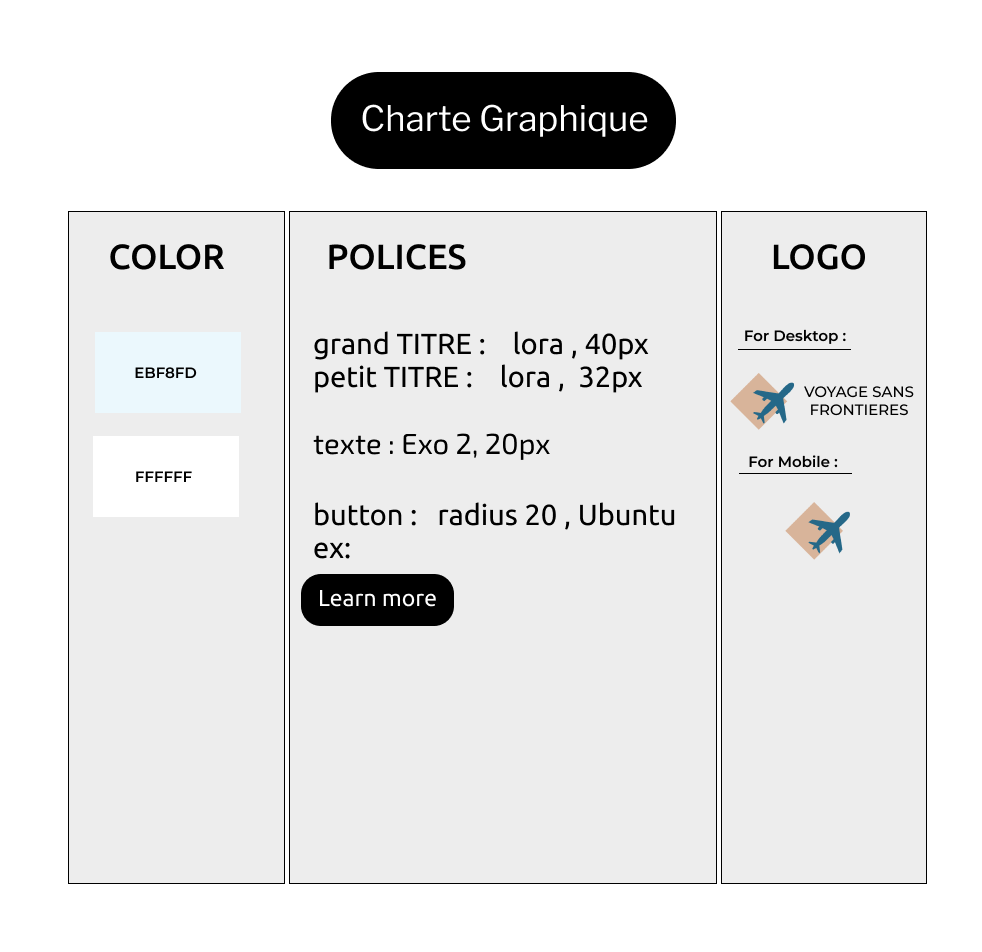 Charte Graphique
COLOR
EBF8FD
FFFFFF
POLICES
grand TITRE : lora , 40px
petit TITRE : lora , 32px
texte : Exo 2, 20px
button : radius 20 , Ubuntu
ex:
Learn more
LOGO
For Desktop :
VOYAGE SANS
FRONTIERES
For Mobile :